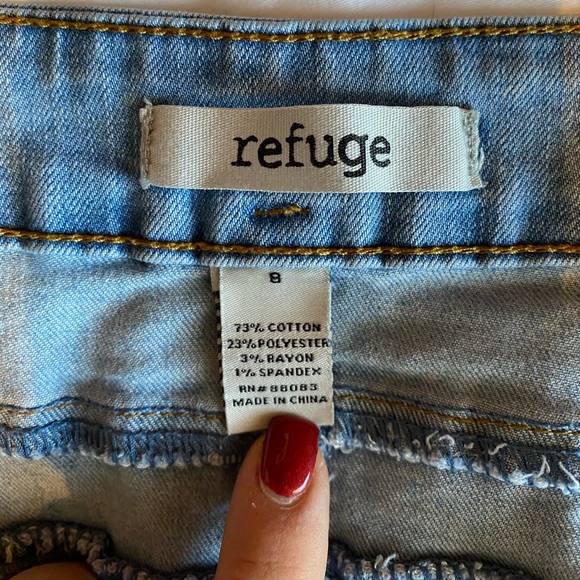 refuge
8
73% COTTON
23% POLYESTER
3% RAYON
1% SPANDEX
RN# 88083
MADE IN CHINA